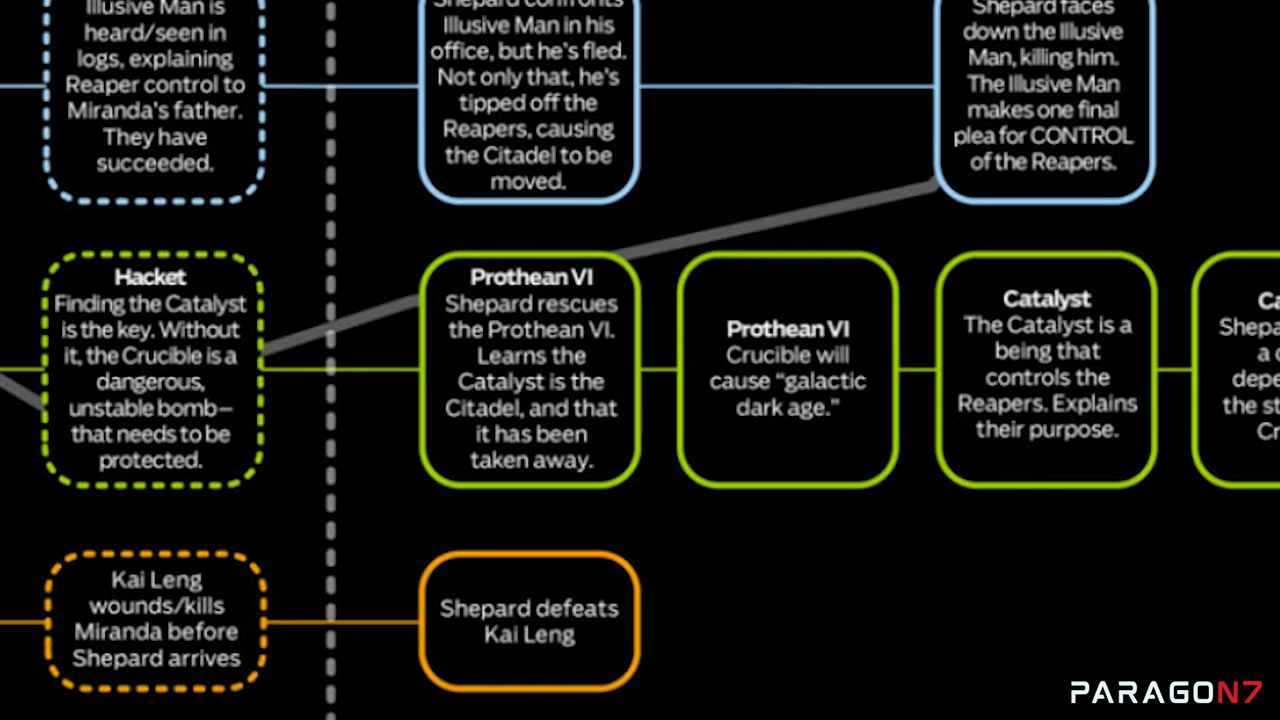 Illusive Man is
heard/seen in
logs, explaining
Reaper control to
Miranda's father.
They have
succeeded.
Shepard confronts
Illusive Man in his
office, but he's fled.
Not only that, he's
tipped off the
Reapers, causing
the Citadel to be
moved.
Shepard faces
down the Illusive
Man, killing him.
The Illusive Man
makes one final
plea for CONTROL
of the Reapers.
Hacket
Finding the Catalyst
is the key. Without
it, the Crucible is a
dangerous,
unstable bomb—
that needs to be
protected.
Prothean VI
Shepard rescues
the Prothean VI.
Learns the
Catalyst is the
Citadel, and that
it has been
taken away.
Prothean VI
Crucible will
cause “galactic
dark age.”
Catalyst
The Catalyst is a
being that
controls the
Reapers. Explains
their purpose.
Kai Leng
wounds/kills
Miranda before
Shepard arrives
Shepard defeats
Kai Leng
PARAGON7